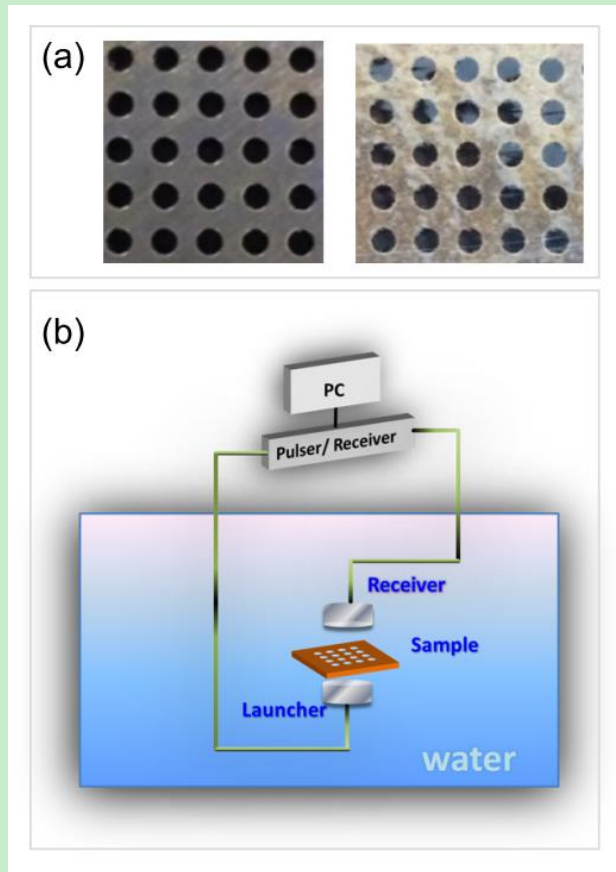 (a)
(b)
PC
Pulser/ Receiver
Receiver
Sample
Launcher
water